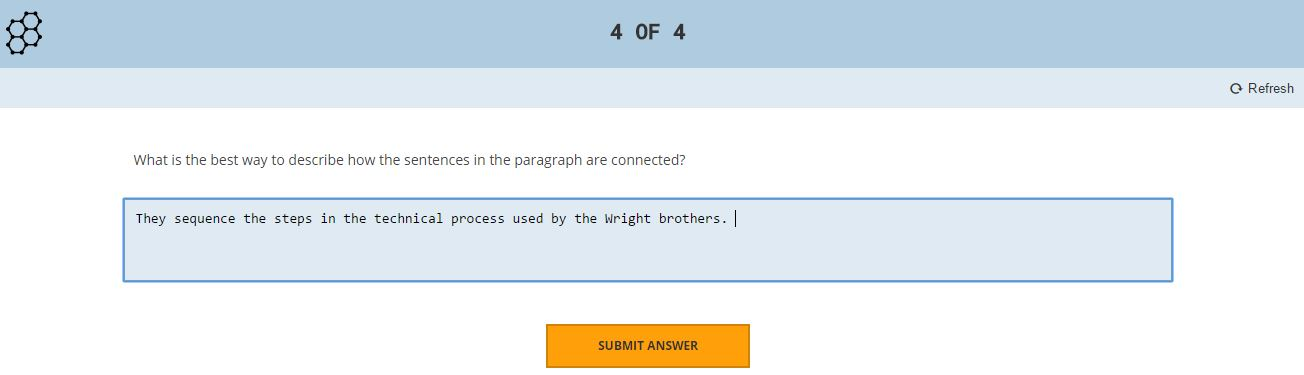 4 OF 4
Refresh
What is the best way to describe how the sentences in the paragraph are connected?
They sequence the steps in the technical process used by the Wright brothers.
SUBMIT ANSWER